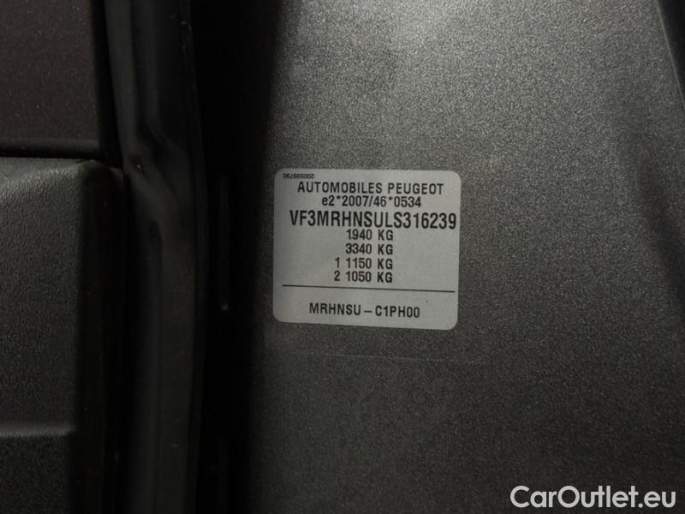 AUTOMOBILES PEUGEOT
e2*2007/46*0534
VF3MRHNSULS316239
1940 KG
3340 KG
1 1150 KG
2 1050 KG
MRHNSU – C1PH00
CarOutlet.eu